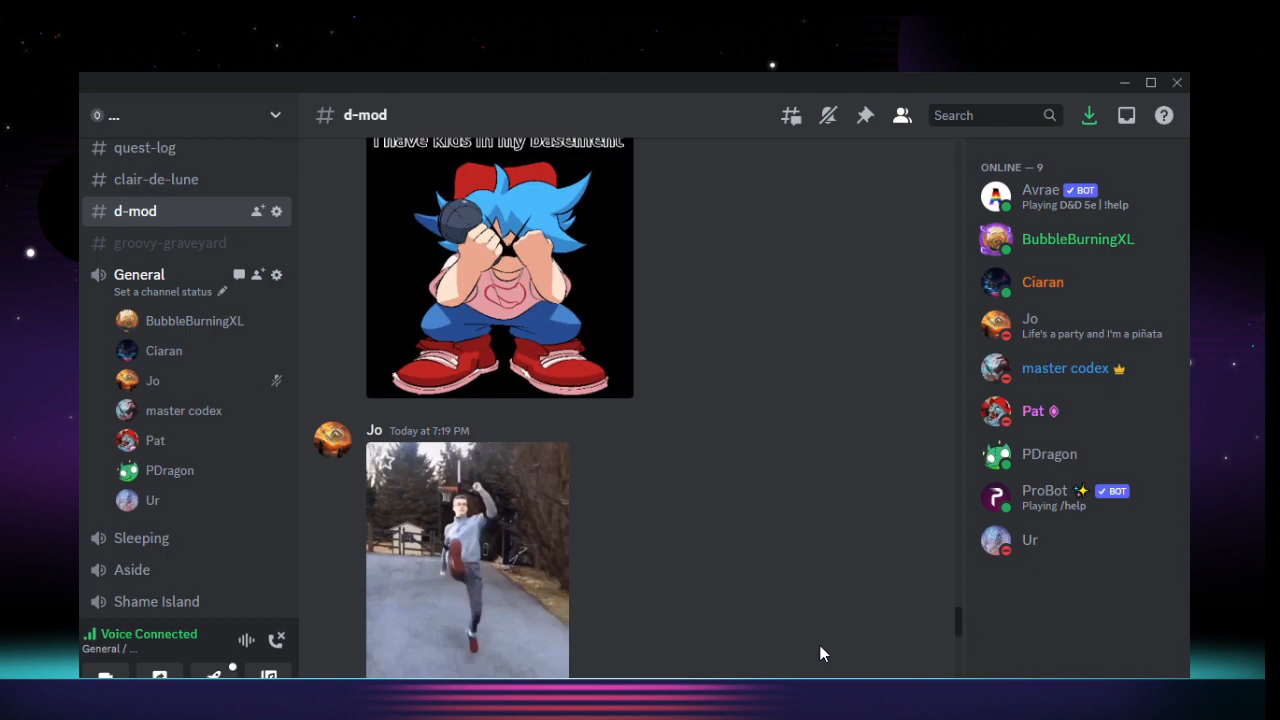 ...
d-mod
Search
quest-log
clair-de-lune
d-mod
groovy-graveyard
General
Set a channel status
BubbleBurningXL
Ciaran
Jo
master codex
Pat
PDragon
Ur
Sleeping
Aside
Shame Island
Voice Connected
General / ...
I have kids in my basement
Jo Today at 7:19 PM
ONLINE — 9
Avrae BOT
Playing D&D 5e | !help
BubbleBurningXL
Ciaran
Jo
Life's a party and I'm a piñata
master codex
Pat
PDragon
ProBot ✨ BOT
Playing /help
Ur